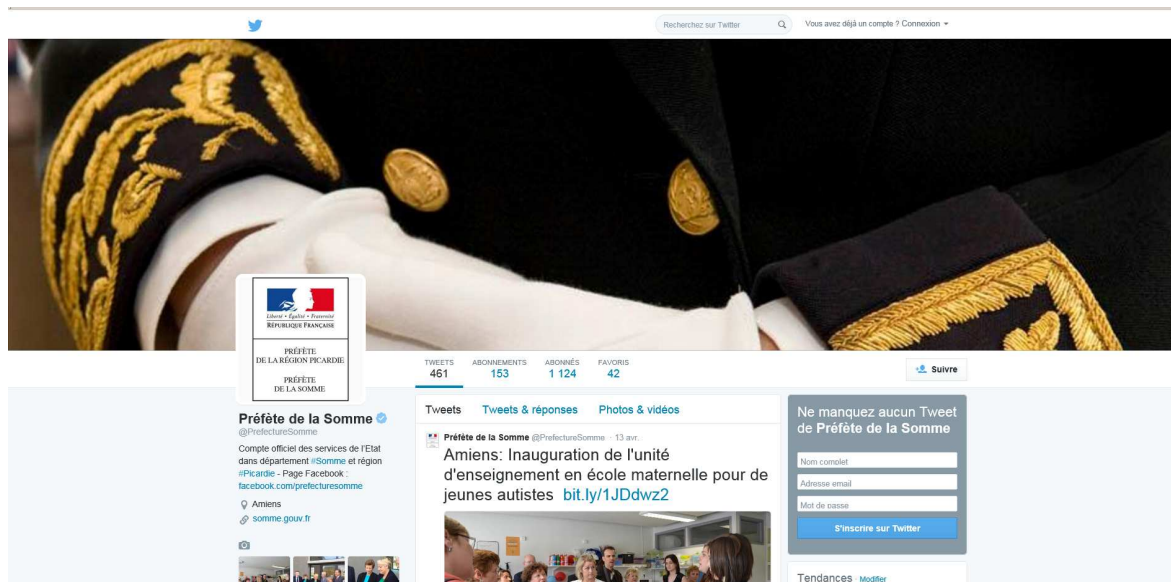 Recherchez sur Twitter
Vous avez déjà un compte ? Connexion
Liberté • Égalité • Fraternité
RÉPUBLIQUE FRANÇAISE
PRÉFÈTE
DE LA RÉGION PICARDIE
PRÉFÈTE
DE LA SOMME
TWEETS ABONNEMENTS ABONNÉS FAVORIS
461 153 1 124 42
Suivre
Préfète de la Somme
@PrefectureSomme
Compte officiel des services de l'Etat
dans département #Somme et région
#Picardie - Page Facebook :
facebook.com/prefecturesomme
Amiens
somme.gouv.fr
Tweets Tweets & réponses Photos & vidéos
Préfète de la Somme @PrefectureSomme · 13 avr.
Amiens: Inauguration de l'unité
d'enseignement en école maternelle pour de
jeunes autistes bit.ly/1JDdwz2
Ne manquez aucun Tweet
de Préfète de la Somme
Nom complet
Adresse email
Mot de passe
S'inscrire sur Twitter
Tendances · Modifier